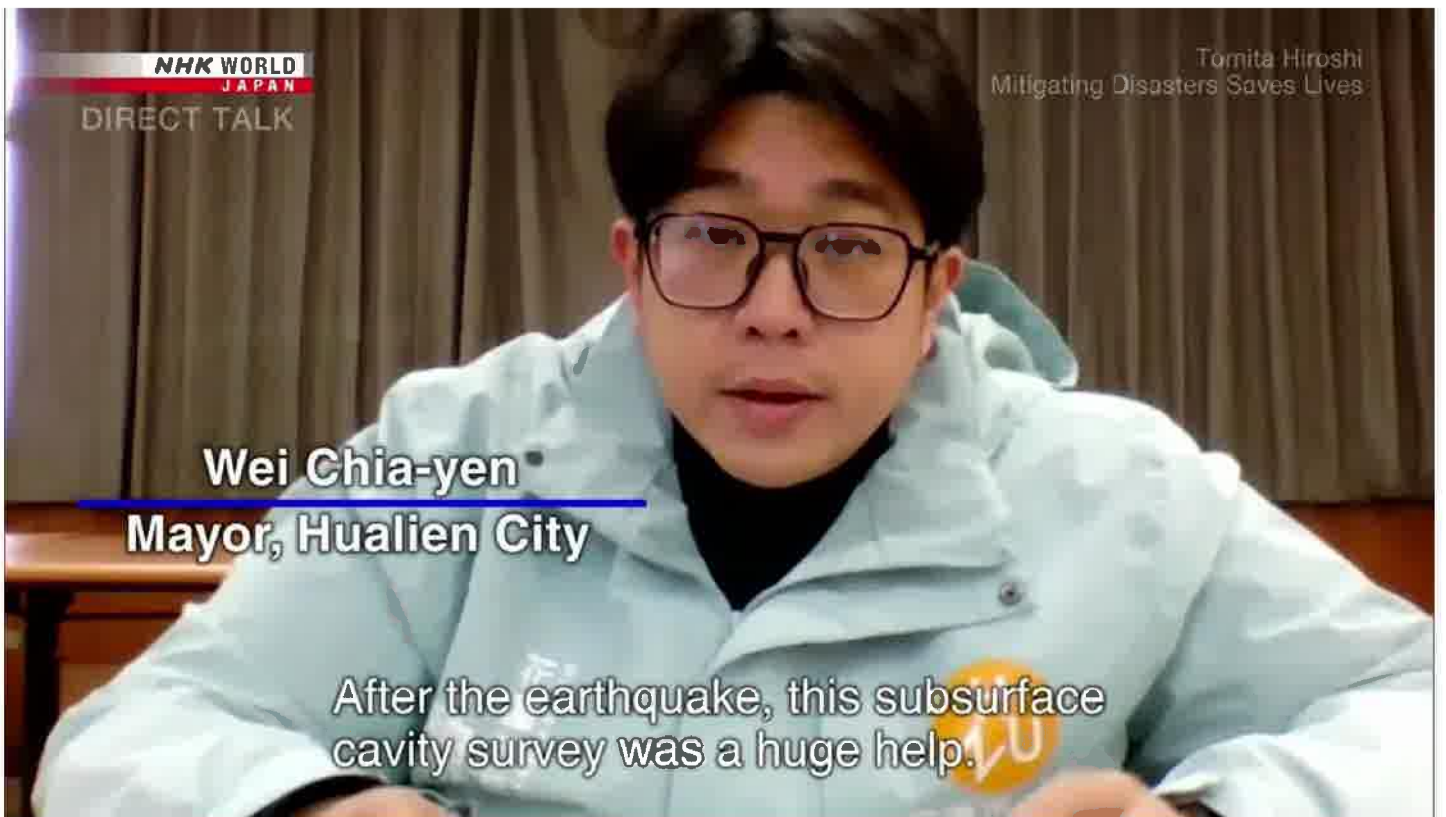 NHK WORLD
JAPAN
DIRECT TALK
Tomita Hiroshi
Mitigating Disasters Saves Lives
Wei Chia-yen
Mayor, Hualien City
After the earthquake, this subsurface
cavity survey was a huge help.